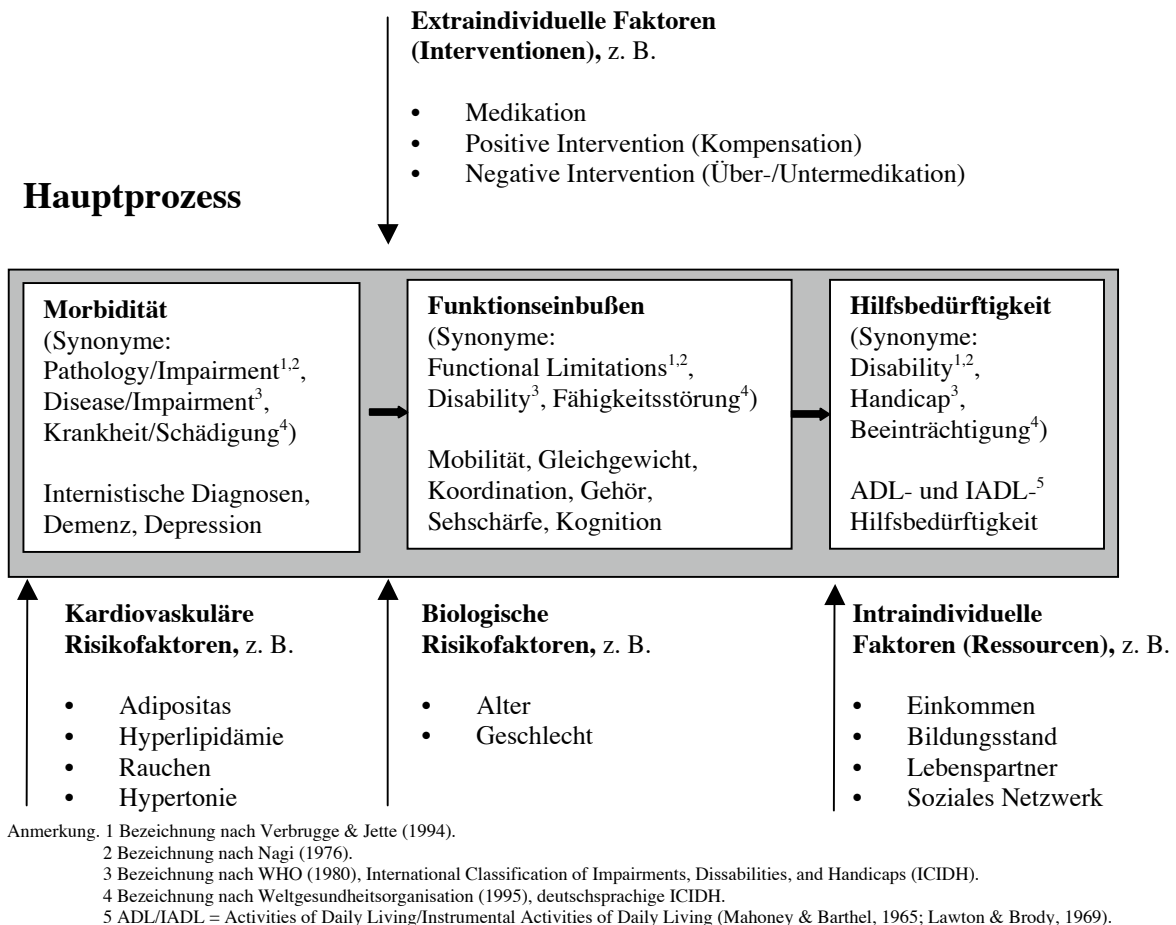 Extraindividuelle Faktoren
(Interventionen), z. B.
• Medikation
• Positive Intervention (Kompensation)
• Negative Intervention (Über-/Untermedikation)
Hauptprozess
Morbidität
(Synonyme:
Pathology/Impairment1,2,
Disease/Impairment3,
Krankheit/Schädigung4)
Internistische Diagnosen,
Demenz, Depression
Funktionseinbußen
(Synonyme:
Functional Limitations1,2,
Disability3, Fähigkeitsstörung4)
Mobilität, Gleichgewicht,
Koordination, Gehör,
Sehschärfe, Kognition
Hilfsbedürftigkeit
(Synonyme:
Disability1,2,
Handicap3,
Beeinträchtigung4)
ADL- und IADL-5
Hilfsbedürftigkeit
Kardiovaskuläre
Risikofaktoren, z. B.
• Adipositas
• Hyperlipidämie
• Rauchen
• Hypertonie
Biologische
Risikofaktoren, z. B.
• Alter
• Geschlecht
Intraindividuelle
Faktoren (Ressourcen), z. B.
• Einkommen
• Bildungsstand
• Lebenspartner
• Soziales Netzwerk
Anmerkung. 1 Bezeichnung nach Verbrugge & Jette (1994).
2 Bezeichnung nach Nagi (1976).
3 Bezeichnung nach WHO (1980), International Classification of Impairments, Dissabilities, and Handicaps (ICIDH).
4 Bezeichnung nach Weltgesundheitsorganisation (1995), deutschsprachige ICIDH.
5 ADL/IADL = Activities of Daily Living/Instrumental Activities of Daily Living (Mahoney & Barthel, 1965; Lawton & Brody, 1969).